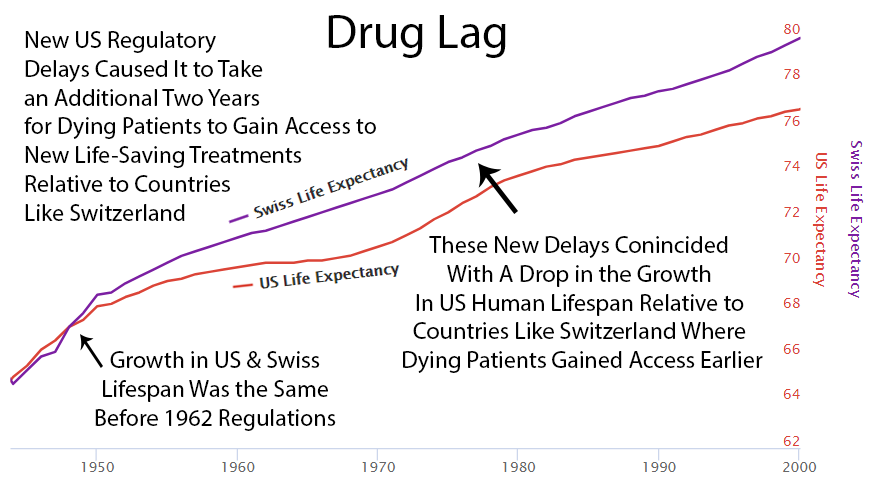 Drug Lag
New US Regulatory
Delays Caused It to Take
an Additional Two Years
for Dying Patients to Gain Access to
New Life-Saving Treatments
Relative to Countries
Like Switzerland
Swiss Life Expectancy
US Life Expectancy
These New Delays Conincided
With A Drop in the Growth
In US Human Lifespan Relative to
Countries Like Switzerland Where
Dying Patients Gained Access Earlier
Growth in US & Swiss
Lifespan Was the Same
Before 1962 Regulations
80
78
76
74
72
70
68
66
64
62
US Life Expectancy
Swiss Life Expectancy
1950 1960 1970 1980 1990 2000